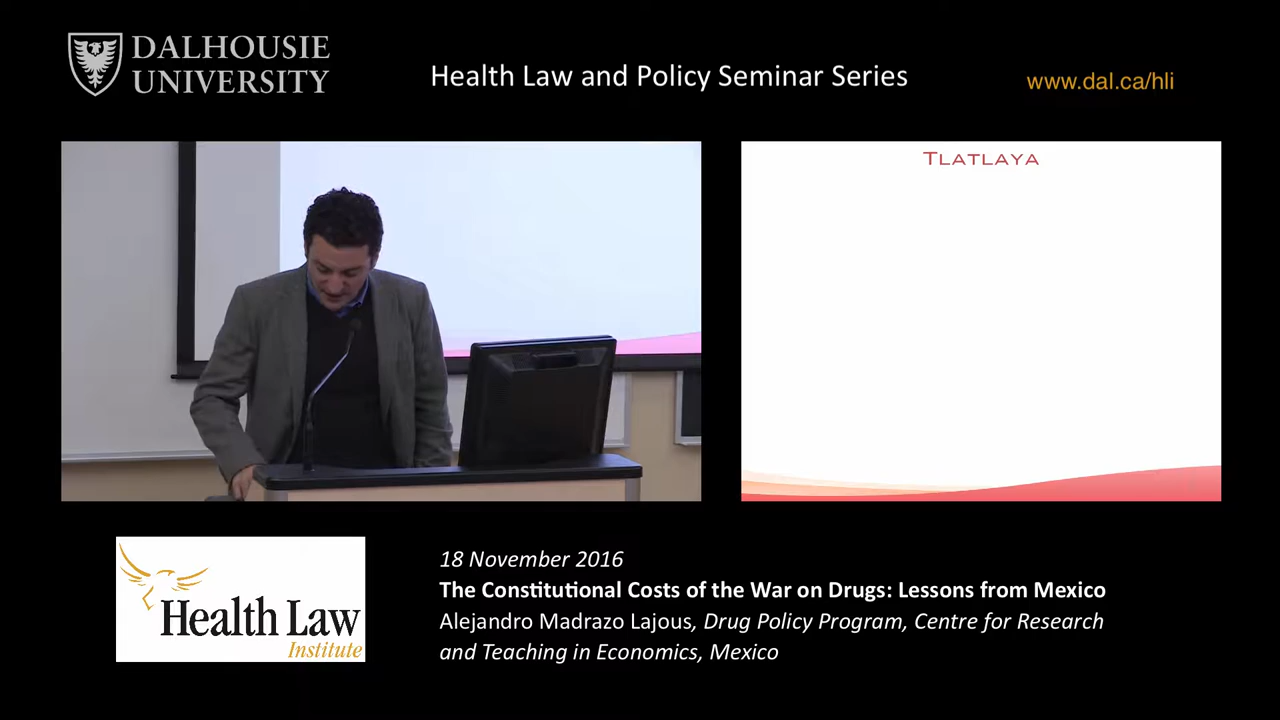 DALHOUSIE
UNIVERSITY
Health Law and Policy Seminar Series
www.dal.ca/hli
Tlatlaya
Health Law
Institute
18 November 2016
The Constitutional Costs of the War on Drugs: Lessons from Mexico
Alejandro Madrazo Lajous, Drug Policy Program, Centre for Research
and Teaching in Economics, Mexico